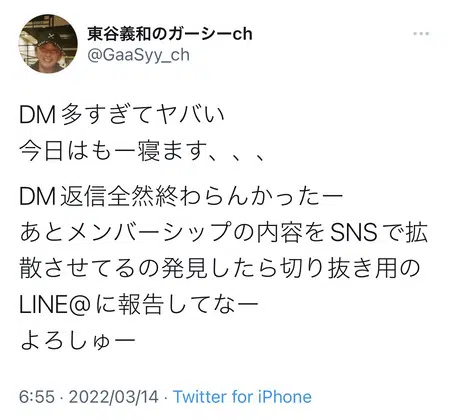 東谷義和のガーシーch
@GaaSyy_ch
DM多すぎてヤバい
今日はもー寝ます、、、
DM返信全然終わらんかったー
あとメンバーシップの内容をSNSで拡
散させてるの発見したら切り抜き用の
LINE@に報告してなー
よろしゅー
6:55 · 2022/03/14 · Twitter for iPhone